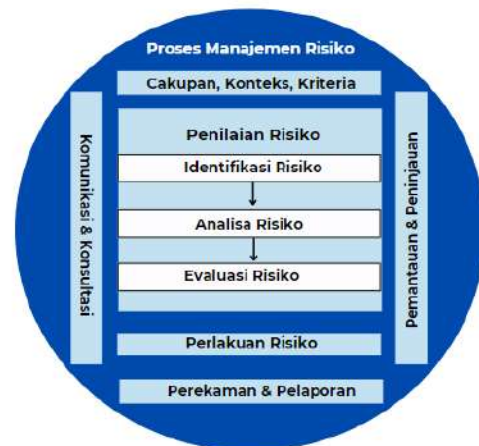 Proses Manajemen Risiko
Cakupan, Konteks, Kriteria
Komunikasi & Konsultasi
Penilaian Risiko
Identifikasi Risiko
Analisa Risiko
Evaluasi Risiko
Pemantauan & Peninjauan
Perlakuan Risiko
Perekaman & Pelaporan